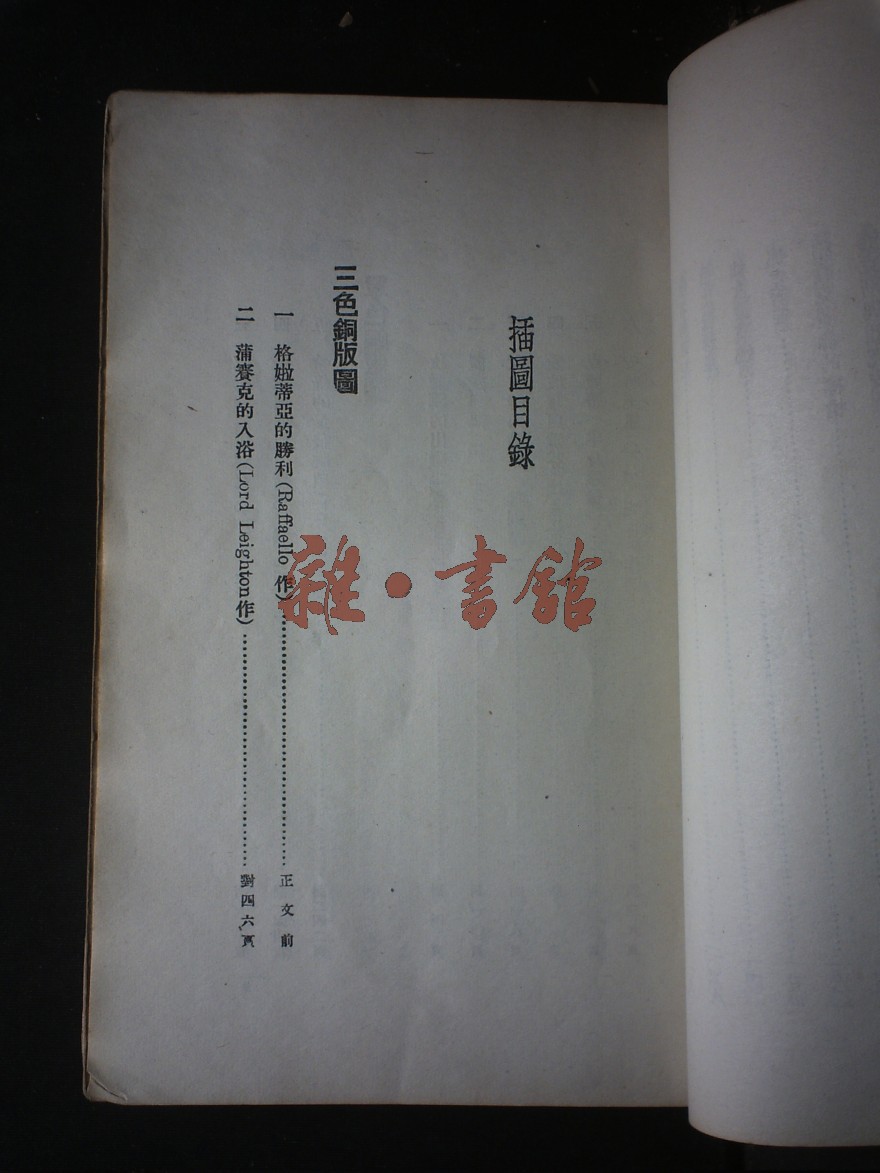 插圖目錄
三色銅版圖
一 格拉蒂亞的勝利(Raffaello 作)……正文前
二 蒲賽克的入浴(Lord Leighton作)……對四六頁
雜·書館